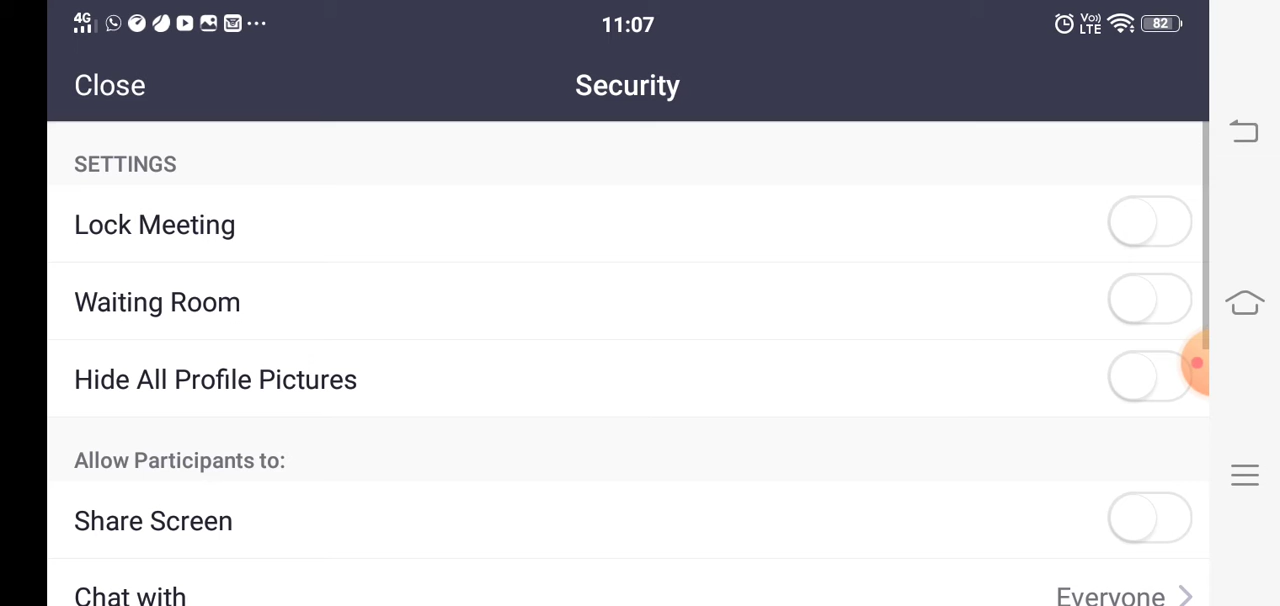 4G 11:07 Vo) LTE 82
Close Security
SETTINGS
Lock Meeting
Waiting Room
Hide All Profile Pictures
Allow Participants to:
Share Screen
Chat with Everyone